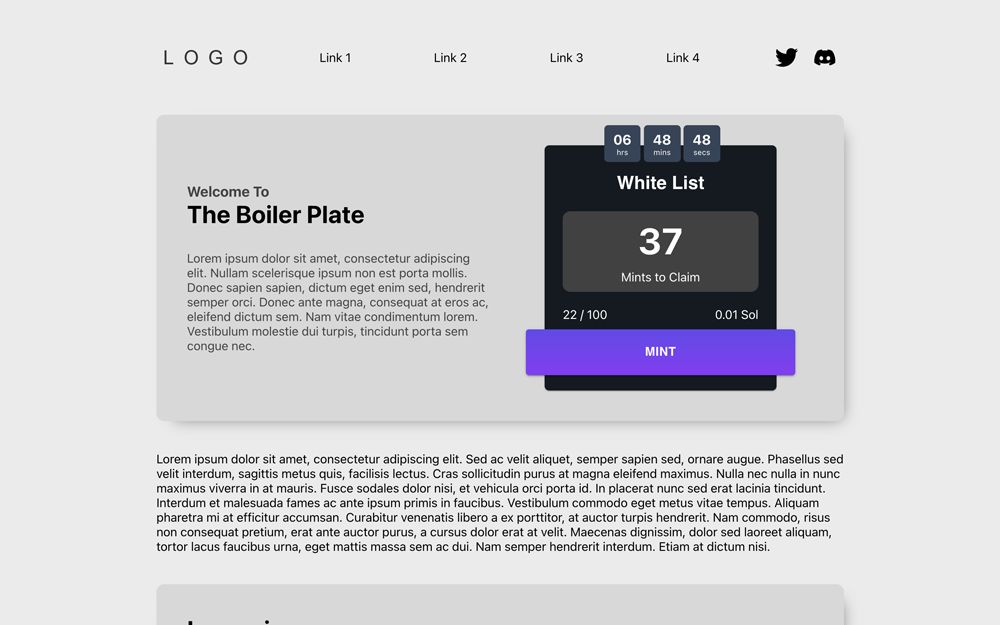 LOGO
Link 1
Link 2
Link 3
Link 4
Welcome To
The Boiler Plate
Lorem ipsum dolor sit amet, consectetur adipiscing
elit. Nullam scelerisque ipsum non est porta mollis.
Donec sapien sapien, dictum eget enim sed, hendrerit
semper orci. Donec ante magna, consequat at eros ac,
eleifend dictum sem. Nam vitae condimentum lorem.
Vestibulum molestie dui turpis, tincidunt porta sem
congue nec.
06 48 48
hrs mins secs
White List
37
Mints to Claim
22 / 100
0.01 Sol
MINT
Lorem ipsum dolor sit amet, consectetur adipiscing elit. Sed ac velit aliquet, semper sapien sed, ornare augue. Phasellus sed
velit interdum, sagittis metus quis, facilisis lectus. Cras sollicitudin purus at magna eleifend maximus. Nulla nec nulla in nunc
maximus viverra in at mauris. Fusce sodales dolor nisi, et vehicula orci porta id. In placerat nunc sed erat lacinia tincidunt.
Interdum et malesuada fames ac ante ipsum primis in faucibus. Vestibulum commodo eget metus vitae tempus. Aliquam
pharetra mi at efficitur accumsan. Curabitur venenatis libero a ex porttitor, at auctor turpis hendrerit. Nam commodo, risus
non consequat pretium, erat ante auctor purus, a cursus dolor erat at velit. Maecenas dignissim, dolor sed laoreet aliquam,
tortor lacus faucibus urna, eget mattis massa sem ac dui. Nam semper hendrerit interdum. Etiam at dictum nisi.